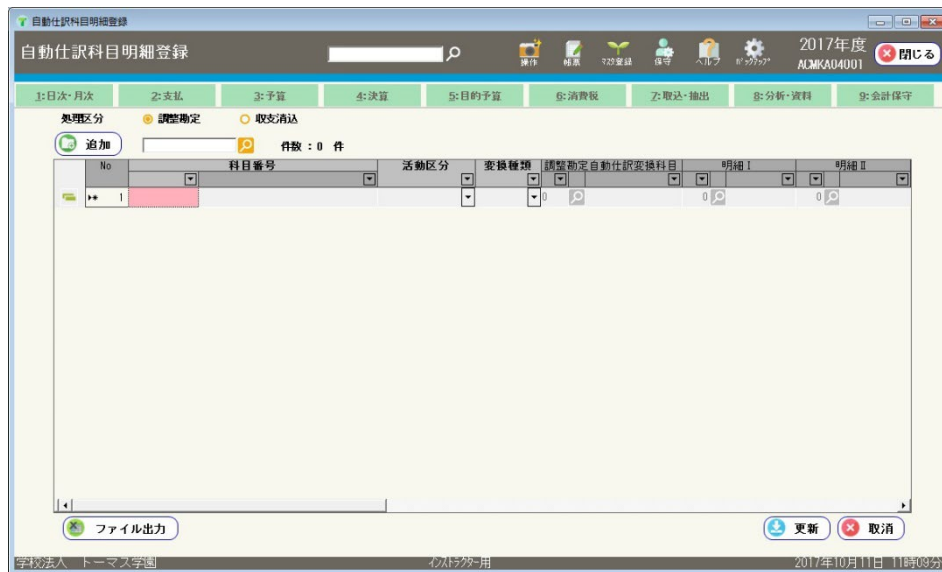 自動仕訳科目明細登録
自動仕訳科目明細登録
操作 帳票 マスタ登録 保守 ヘルプ ﾊﾞｯｸｱｯﾌﾟ 2017年度 ACMKA04001 閉じる
1:日次・月次 2:支払 3:予算 4:決算 5:目的予算 6:消費税 7:取込・抽出 8:分析・資料 9:会計保守
処理区分 調整勘定 収支消込
追加 件数：0 件
No 科目番号 活動区分 変換種類 調整勘定自動仕訳変換科目 明細Ⅰ 明細Ⅱ
1 0 0 0
ファイル出力 更新 取消
学校法人 トーマス学園 インストラクター用 2017年10月11日 11時09分